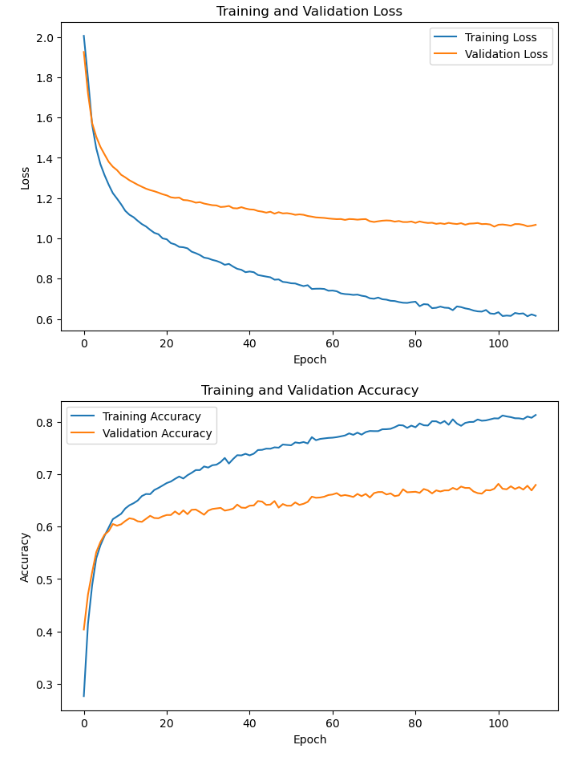 Training and Validation Loss
2.0
1.8
1.6
1.4
1.2
1.0
0.8
0.6
Loss
Training Loss
Validation Loss
0 20 40 60 80 100
Epoch
Training and Validation Accuracy
0.8
0.7
0.6
0.5
0.4
0.3
Accuracy
Training Accuracy
Validation Accuracy
0 20 40 60 80 100
Epoch